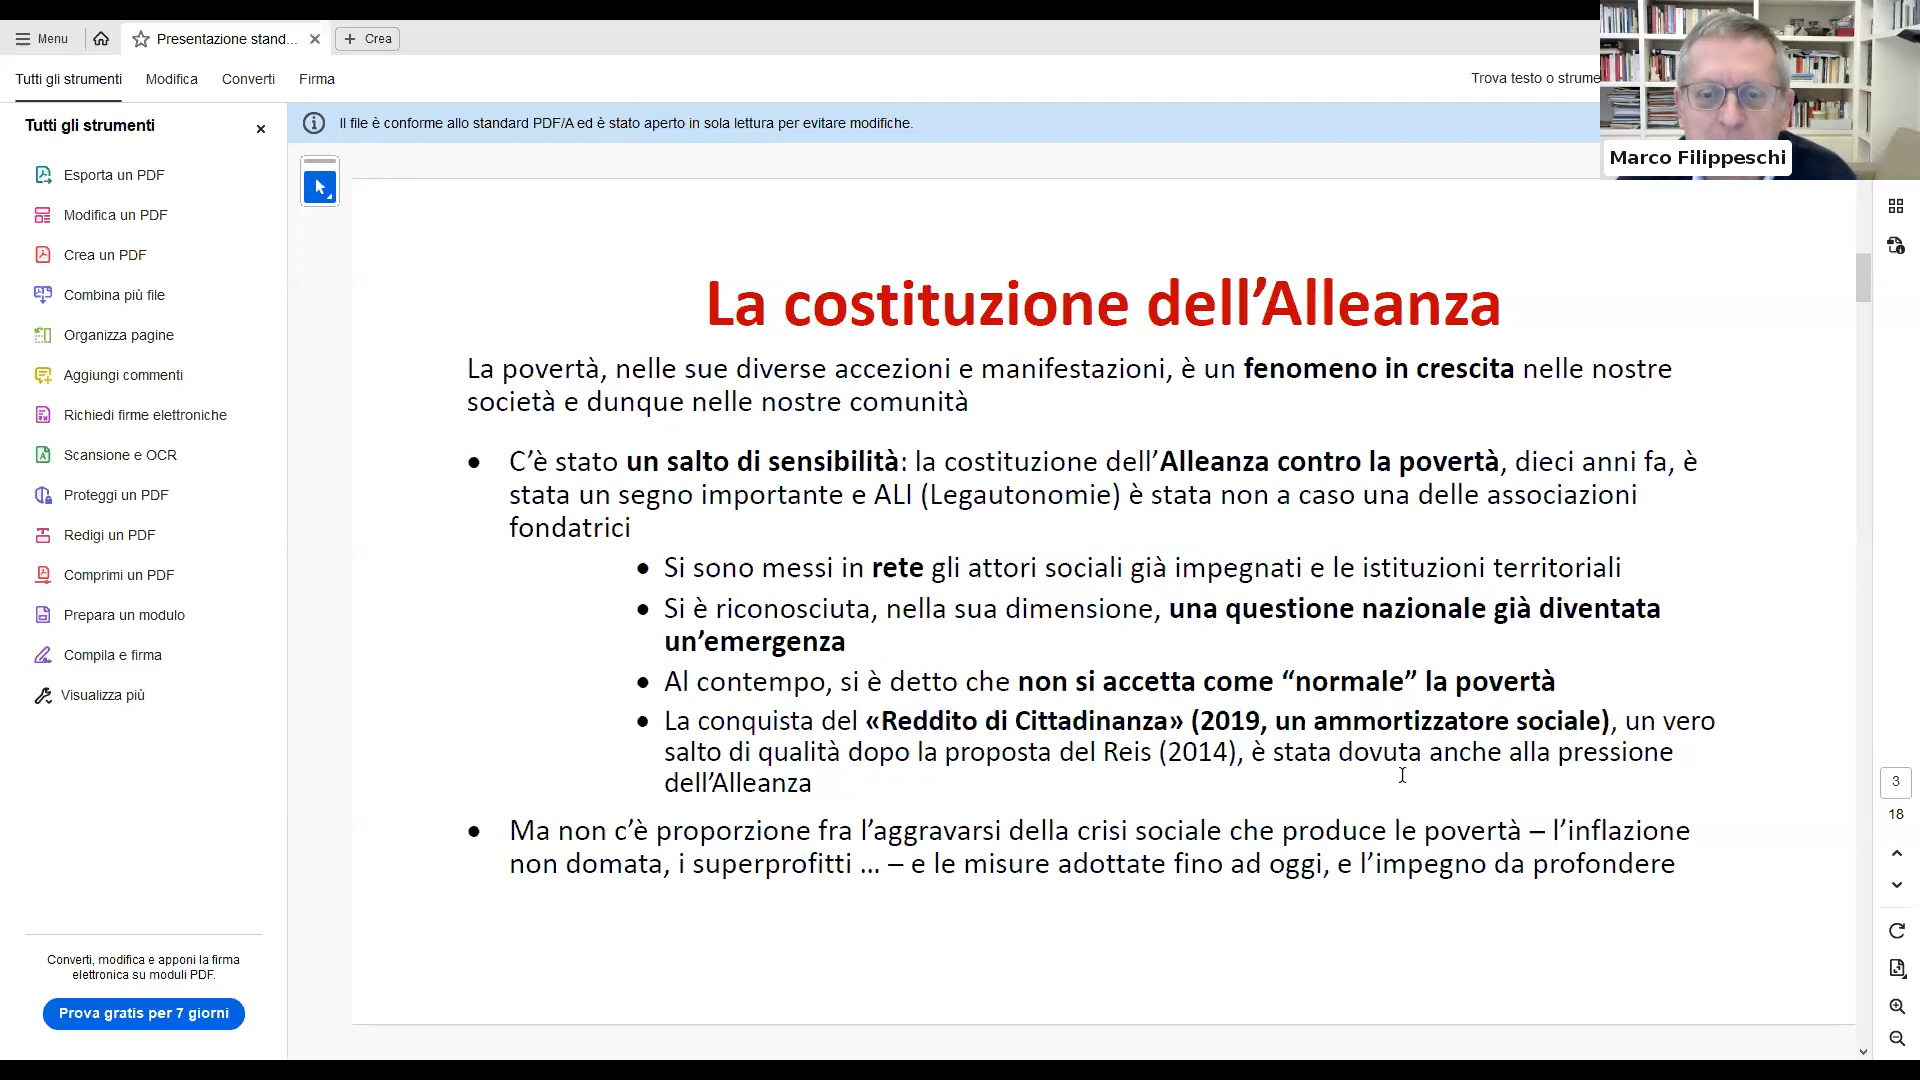 Menu
Presentazione stand...
Crea
Tutti gli strumenti
Modifica
Converti
Firma
Trova testo o strume
Marco Filippeschi
Tutti gli strumenti
Il file è conforme allo standard PDF/A ed è stato aperto in sola lettura per evitare modifiche.
Esporta un PDF
Modifica un PDF
Crea un PDF
Combina più file
Organizza pagine
Aggiungi commenti
Richiedi firme elettroniche
Scansione e OCR
Proteggi un PDF
Redigi un PDF
Comprimi un PDF
Prepara un modulo
Compila e firma
Visualizza più
Converti, modifica e apponi la firma
elettronica su moduli PDF.
Prova gratis per 7 giorni
La costituzione dell’Alleanza
La povertà, nelle sue diverse accezioni e manifestazioni, è un fenomeno in crescita nelle nostre
società e dunque nelle nostre comunità
• C’è stato un salto di sensibilità: la costituzione dell’Alleanza contro la povertà, dieci anni fa, è
stata un segno importante e ALI (Legautonomie) è stata non a caso una delle associazioni
fondatrici
• Si sono messi in rete gli attori sociali già impegnati e le istituzioni territoriali
• Si è riconosciuta, nella sua dimensione, una questione nazionale già diventata
un’emergenza
• Al contempo, si è detto che non si accetta come “normale” la povertà
• La conquista del «Reddito di Cittadinanza» (2019, un ammortizzatore sociale), un vero
salto di qualità dopo la proposta del Reis (2014), è stata dovuta anche alla pressione
dell’Alleanza
• Ma non c’è proporzione fra l’aggravarsi della crisi sociale che produce le povertà – l’inflazione
non domata, i superprofitti ... – e le misure adottate fino ad oggi, e l’impegno da profondere
3
18